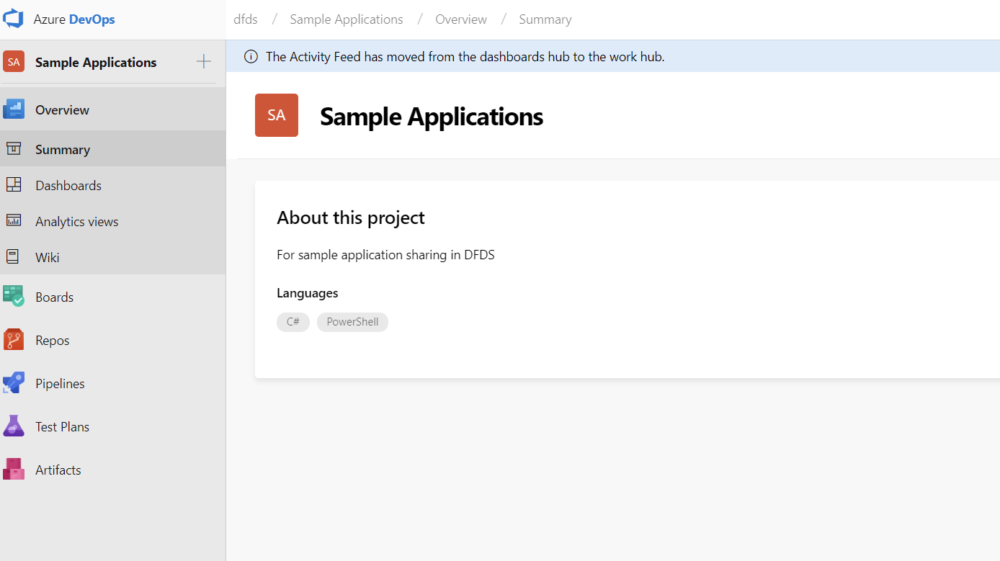 Azure DevOps
dfds / Sample Applications / Overview / Summary
SA Sample Applications
The Activity Feed has moved from the dashboards hub to the work hub.
Overview
Summary
Dashboards
Analytics views
Wiki
Boards
Repos
Pipelines
Test Plans
Artifacts
SA Sample Applications
About this project
For sample application sharing in DFDS
Languages
C# PowerShell